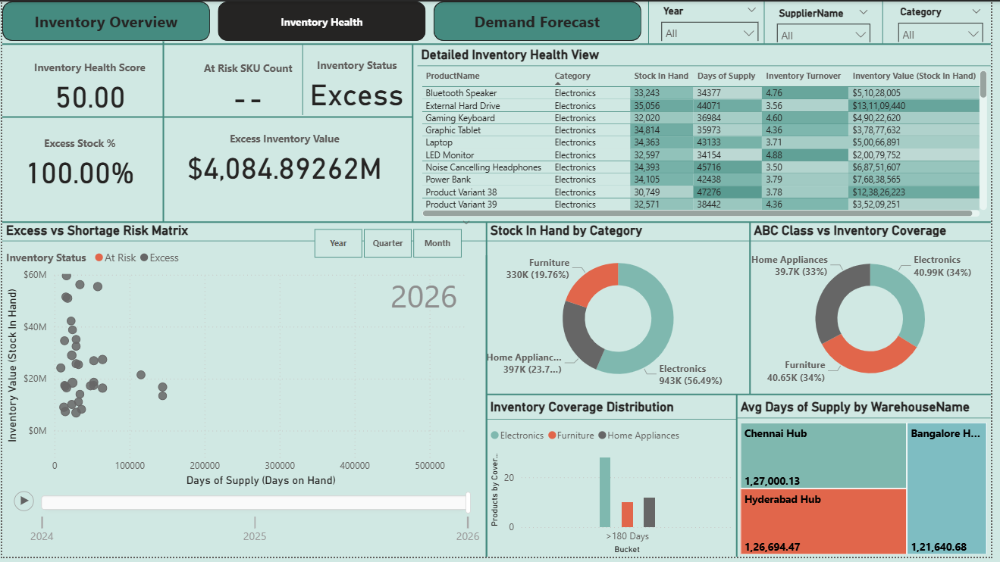 Inventory Overview
Inventory Health
Demand Forecast
Year
All
SupplierName
All
Category
All
Inventory Health Score
50.00
At Risk SKU Count
--
Inventory Status
Excess
Excess Stock %
100.00%
Excess Inventory Value
$4,084.89262M
Detailed Inventory Health View
ProductName Category Stock In Hand Days of Supply Inventory Turnover Inventory Value (Stock In Hand)
Bluetooth Speaker Electronics 33,243 34377 4.76 $5,10,28,005
External Hard Drive Electronics 35,056 44071 3.56 $13,11,09,440
Gaming Keyboard Electronics 32,020 36984 4.60 $4,90,22,620
Graphic Tablet Electronics 34,814 35973 4.36 $3,78,77,632
Laptop Electronics 34,363 43133 3.71 $5,00,66,891
LED Monitor Electronics 32,597 34154 4.88 $2,00,79,752
Noise Cancelling Headphones Electronics 34,393 45716 3.50 $6,87,51,607
Power Bank Electronics 34,105 42438 3.79 $7,68,38,565
Product Variant 38 Electronics 30,749 47276 3.78 $12,38,26,223
Product Variant 39 Electronics 32,571 38442 4.36 $3,52,09,251
Excess vs Shortage Risk Matrix
Year
Quarter
Month
Inventory Status At Risk Excess
2026
Inventory Value (Stock In Hand)
$60M
$40M
$20M
$0M
0 100000 200000 300000 400000 500000
Days of Supply (Days on Hand)
2024 2025 2026
Stock In Hand by Category
Furniture
330K (19.76%)
Home Applianc...
397K (23.7...)
Electronics
943K (56.49%)
ABC Class vs Inventory Coverage
Home Appliances
39.7K (33%)
Electronics
40.99K (34%)
Furniture
40.65K (34%)
Inventory Coverage Distribution
Electronics Furniture Home Appliances
Products by Cover...
20
0
>180 Days
Bucket
Avg Days of Supply by WarehouseName
Chennai Hub
1,27,000.13
Hyderabad Hub
1,26,694.47
Bangalore H...
1,21,640.68